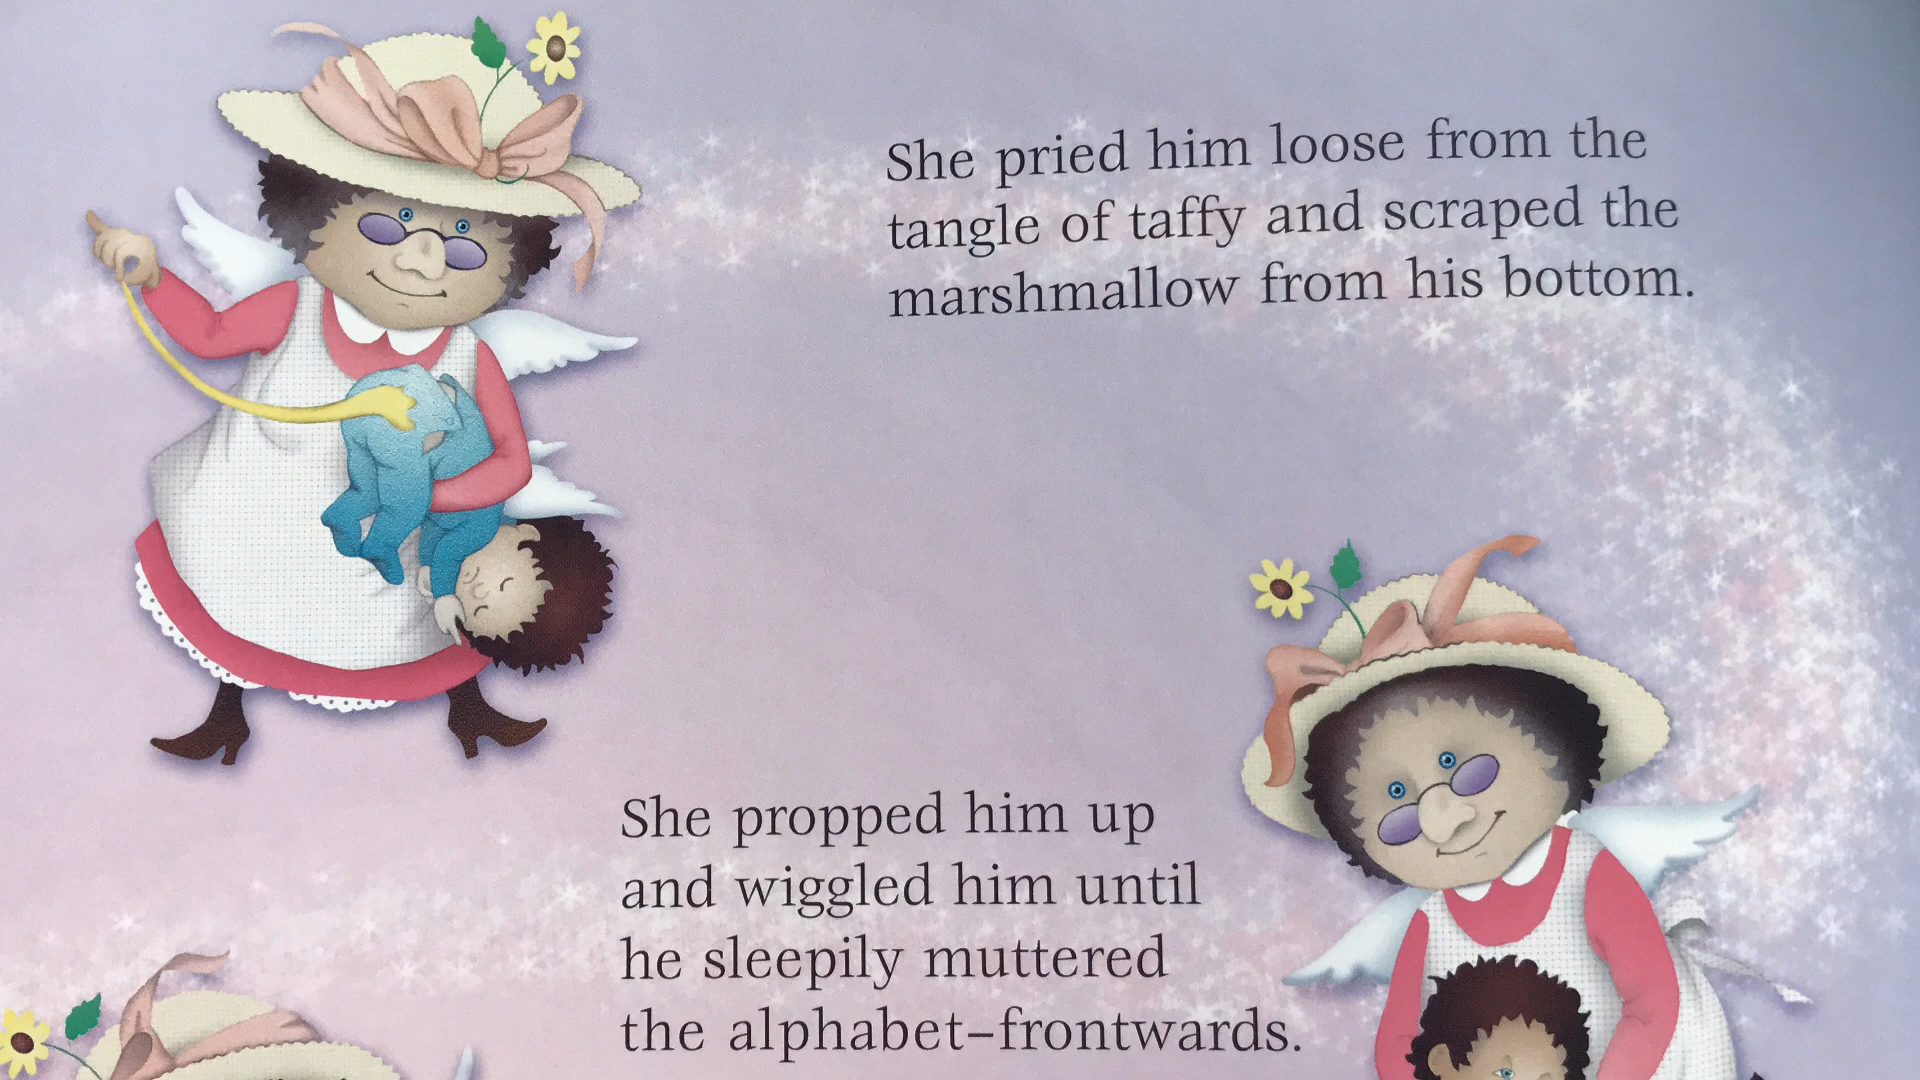 She pried him loose from the
tangle of taffy and scraped the
marshmallow from his bottom.
She propped him up
and wiggled him until
he sleepily muttered
the alphabet–frontwards.